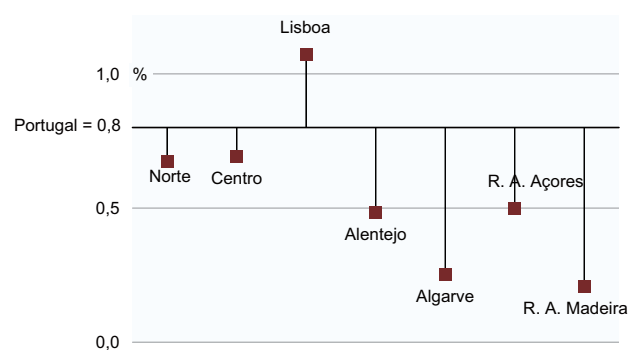 Lisboa
1,0 %
Portugal = 0,8
Norte
Centro
R. A. Açores
0,5
Alentejo
Algarve
R. A. Madeira
0,0